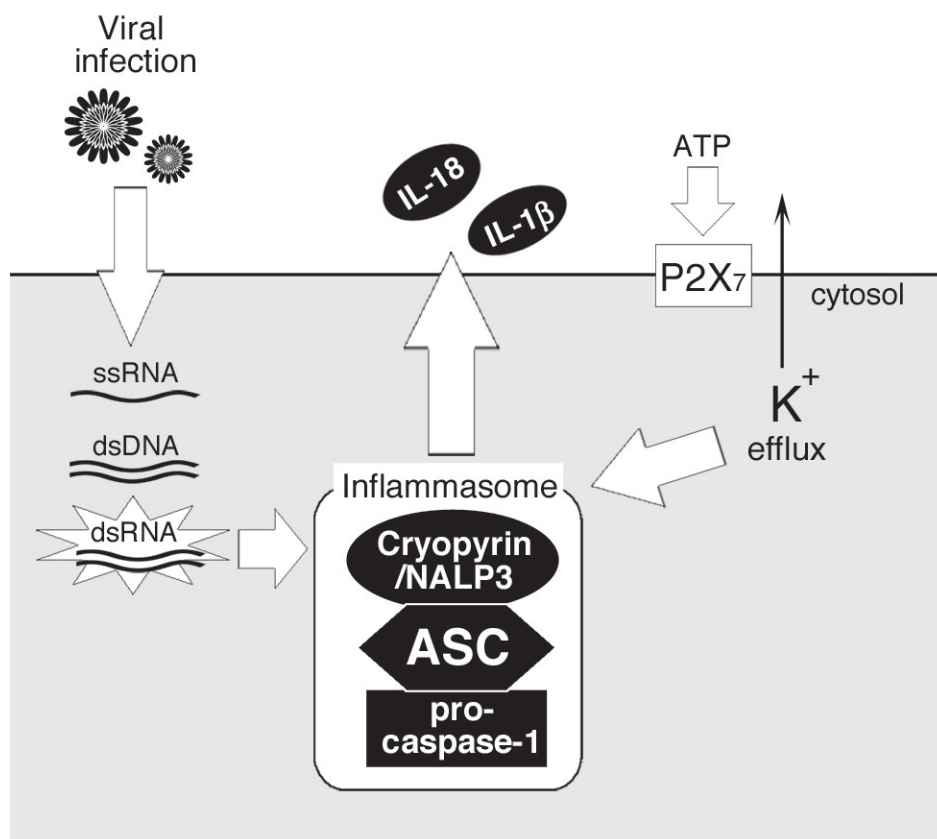 Viral
infection
IL-18
IL-1β
ATP
P2X7
cytosol
K+
efflux
ssRNA
dsDNA
dsRNA
Inflammasome
Cryopyrin
/NALP3
ASC
pro-
caspase-1